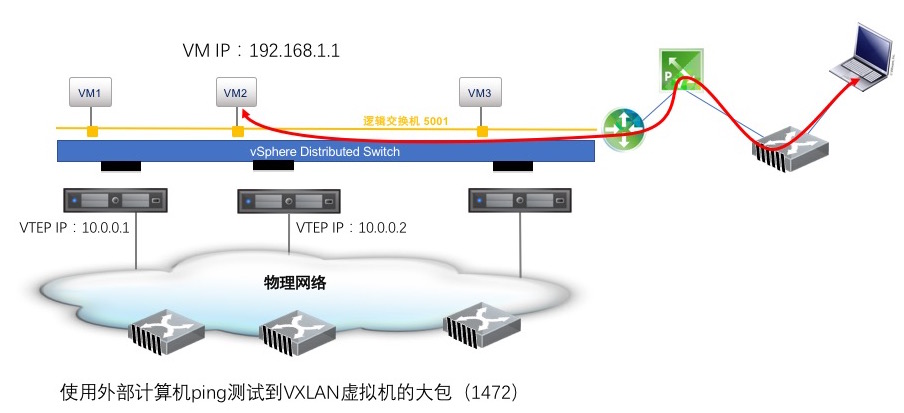 VM IP：192.168.1.1
VM1
VM2
VM3
P
逻辑交换机 5001
vSphere Distributed Switch
VTEP IP：10.0.0.1
VTEP IP：10.0.0.2
物理网络
使用外部计算机ping测试到VXLAN虚拟机的大包（1472）